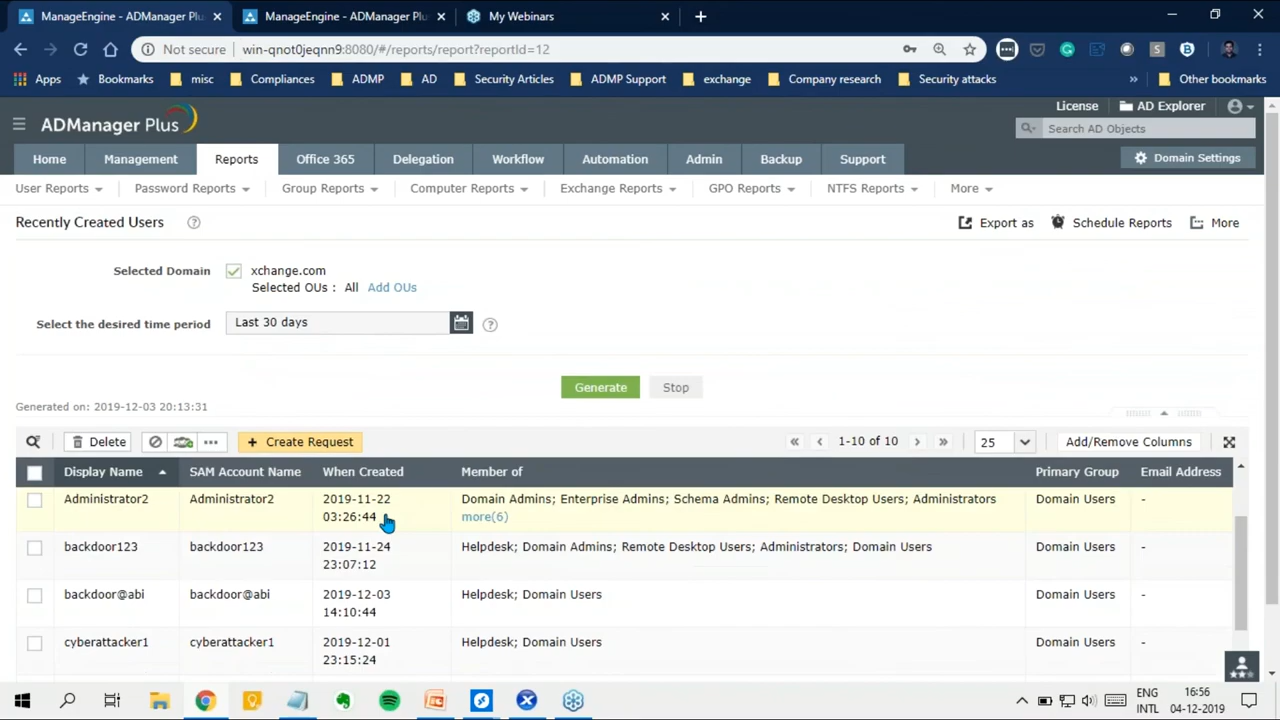 ManageEngine - ADManager Plu
ManageEngine - ADManager Plu
My Webinars
Not secure
win-qnot0jeqnn9:8080/#/reports/report?reportId=12
Apps
Bookmarks
misc
Compliances
ADMP
AD
Security Articles
ADMP Support
exchange
Company research
Security attacks
»
Other bookmarks
ADManager Plus
License
AD Explorer
Search AD Objects
Home
Management
Reports
Office 365
Delegation
Workflow
Automation
Admin
Backup
Support
Domain Settings
User Reports
Password Reports
Group Reports
Computer Reports
Exchange Reports
GPO Reports
NTFS Reports
More
Recently Created Users
?
Export as
Schedule Reports
More
Selected Domain
xchange.com
Selected OUs : All Add OUs
Select the desired time period
Last 30 days
?
Generate
Stop
Generated on: 2019-12-03 20:13:31
Delete
+ Create Request
1-10 of 10
25
Add/Remove Columns
Display Name
SAM Account Name
When Created
Member of
Primary Group
Email Address
Administrator2
Administrator2
2019-11-22
03:26:44
Domain Admins; Enterprise Admins; Schema Admins; Remote Desktop Users; Administrators
more(6)
Domain Users
-
backdoor123
backdoor123
2019-11-24
23:07:12
Helpdesk; Domain Admins; Remote Desktop Users; Administrators; Domain Users
Domain Users
-
backdoor@abi
backdoor@abi
2019-12-03
14:10:44
Helpdesk; Domain Users
Domain Users
-
cyberattacker1
cyberattacker1
2019-12-01
23:15:24
Helpdesk; Domain Users
Domain Users
-
ENG
INTL
16:56
04-12-2019